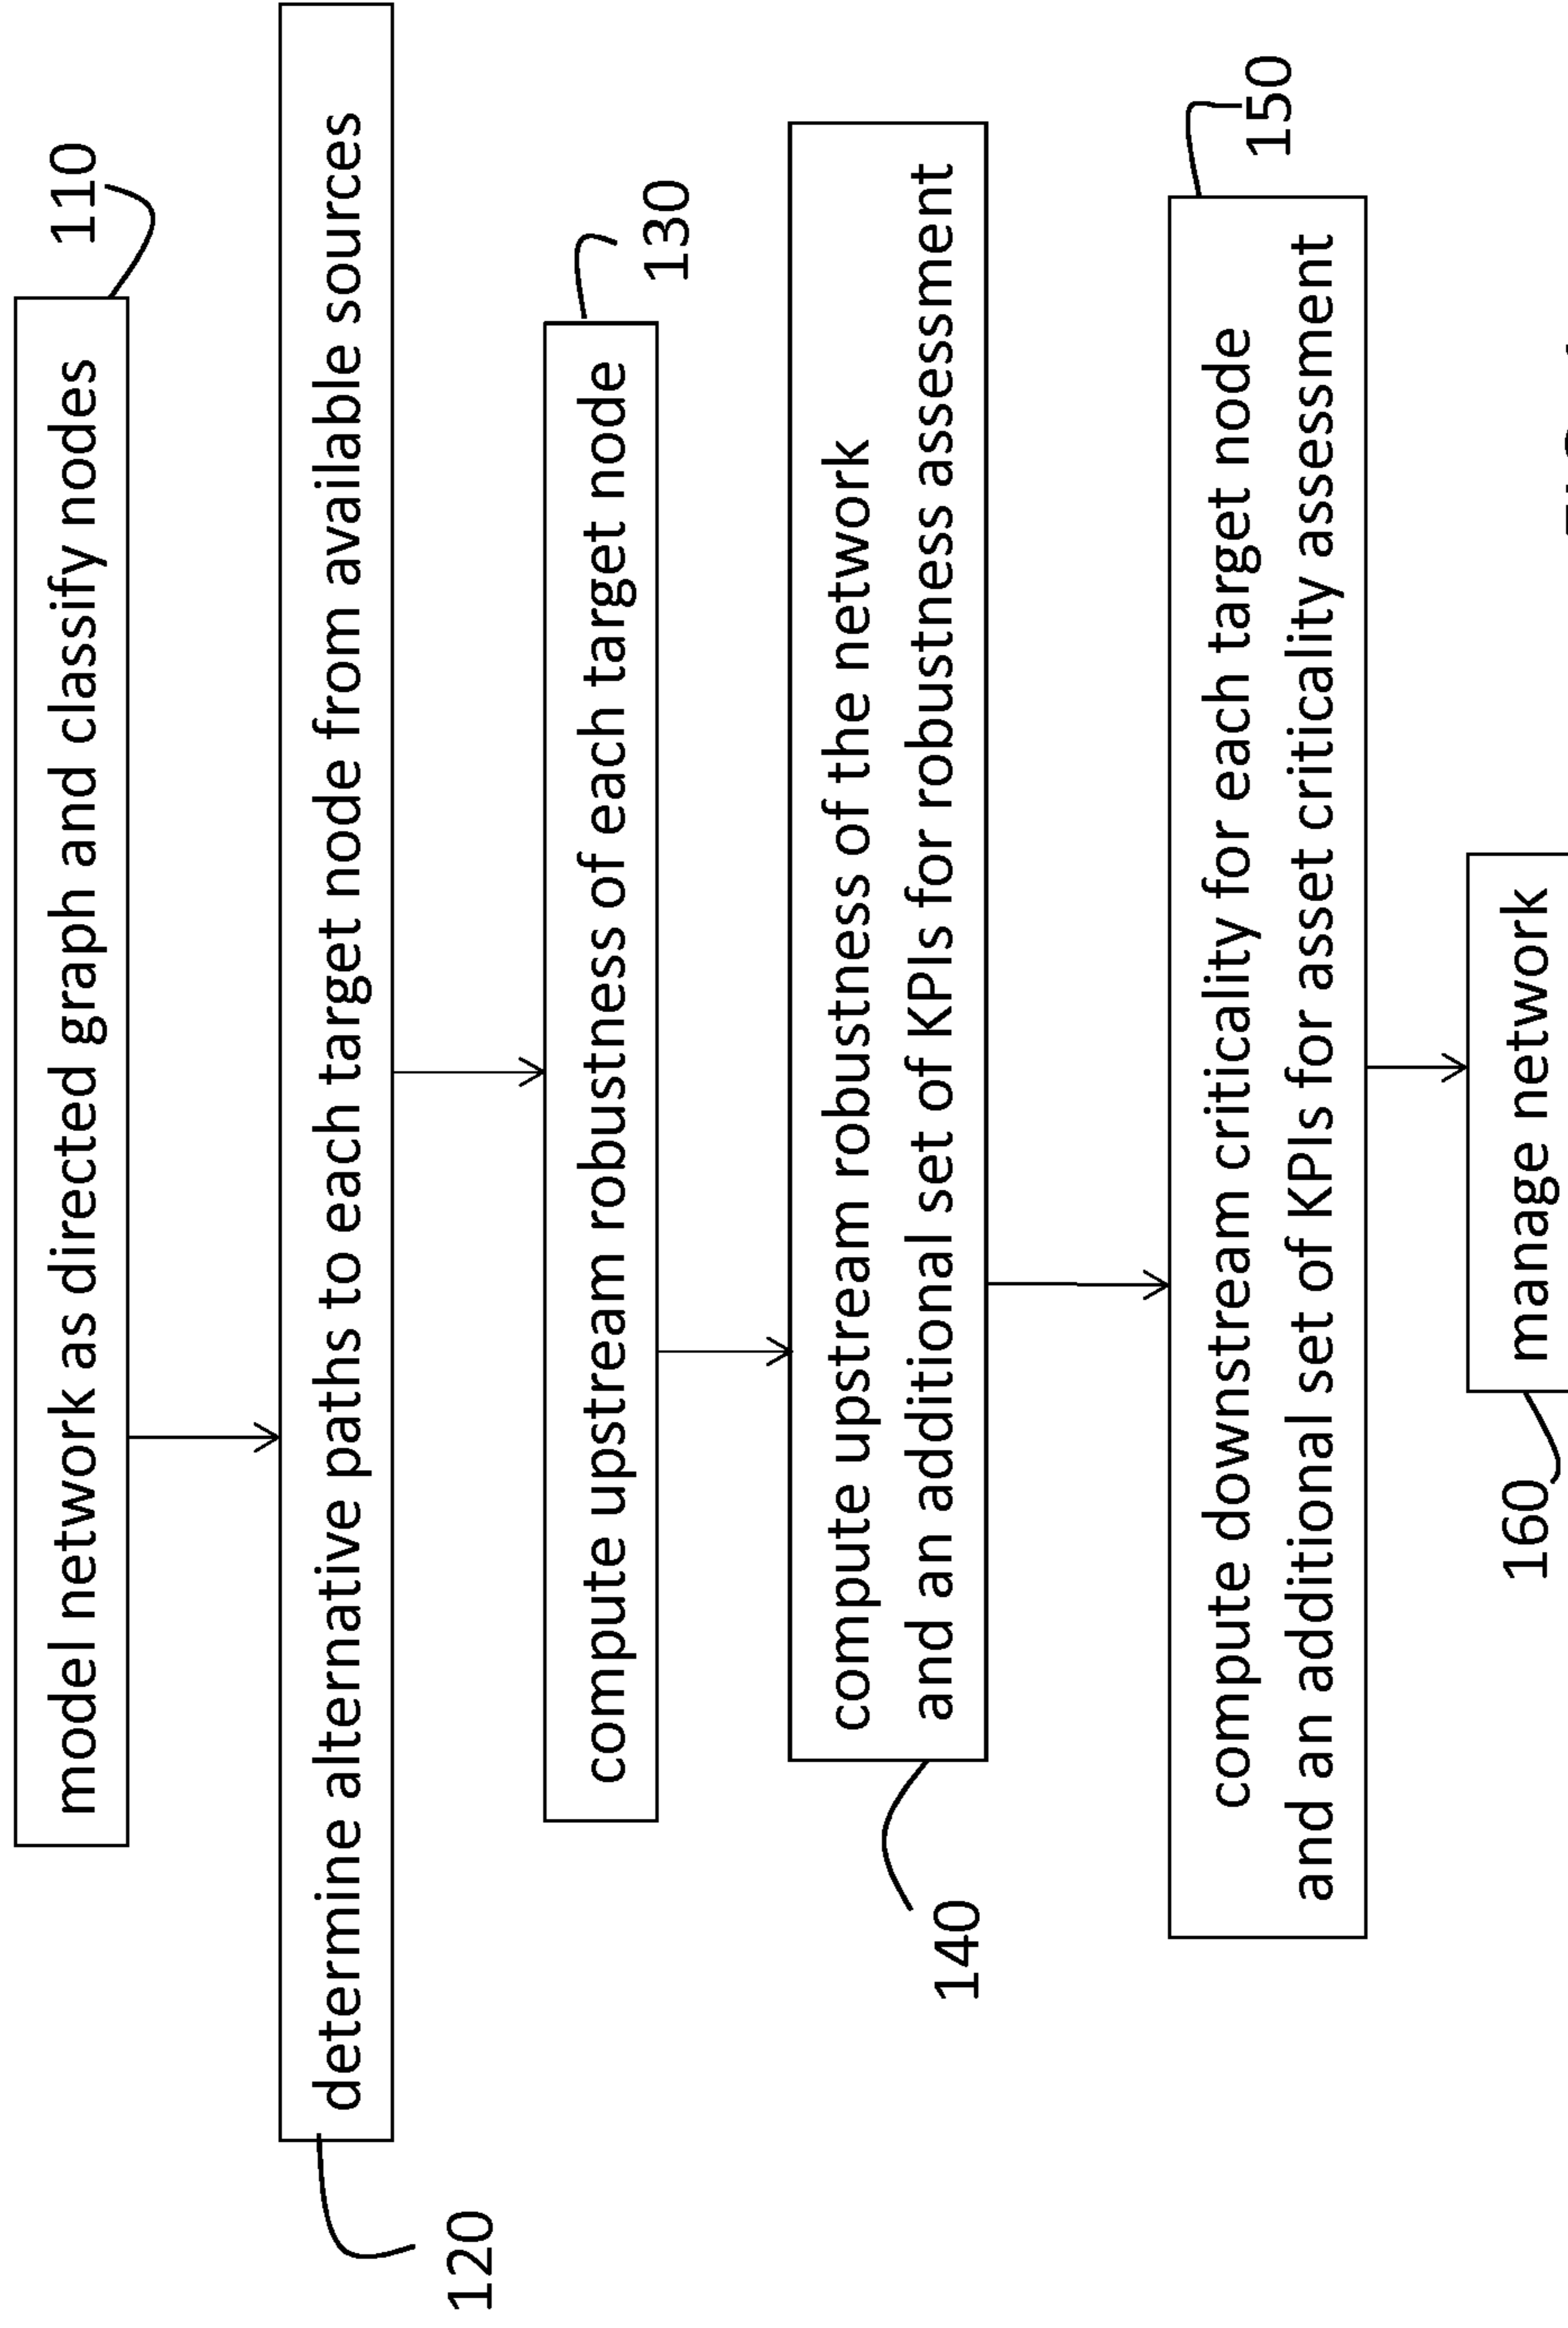 model network as directed graph and classify nodes
110
determine alternative paths to each target node from available sources
120
compute upstream robustness of each target node
130
compute upstream robustness of the network
and an additional set of KPIs for robustness assessment
140
compute downstream criticality for each target node
and an additional set of KPIs for asset criticality assessment
150
manage network
160